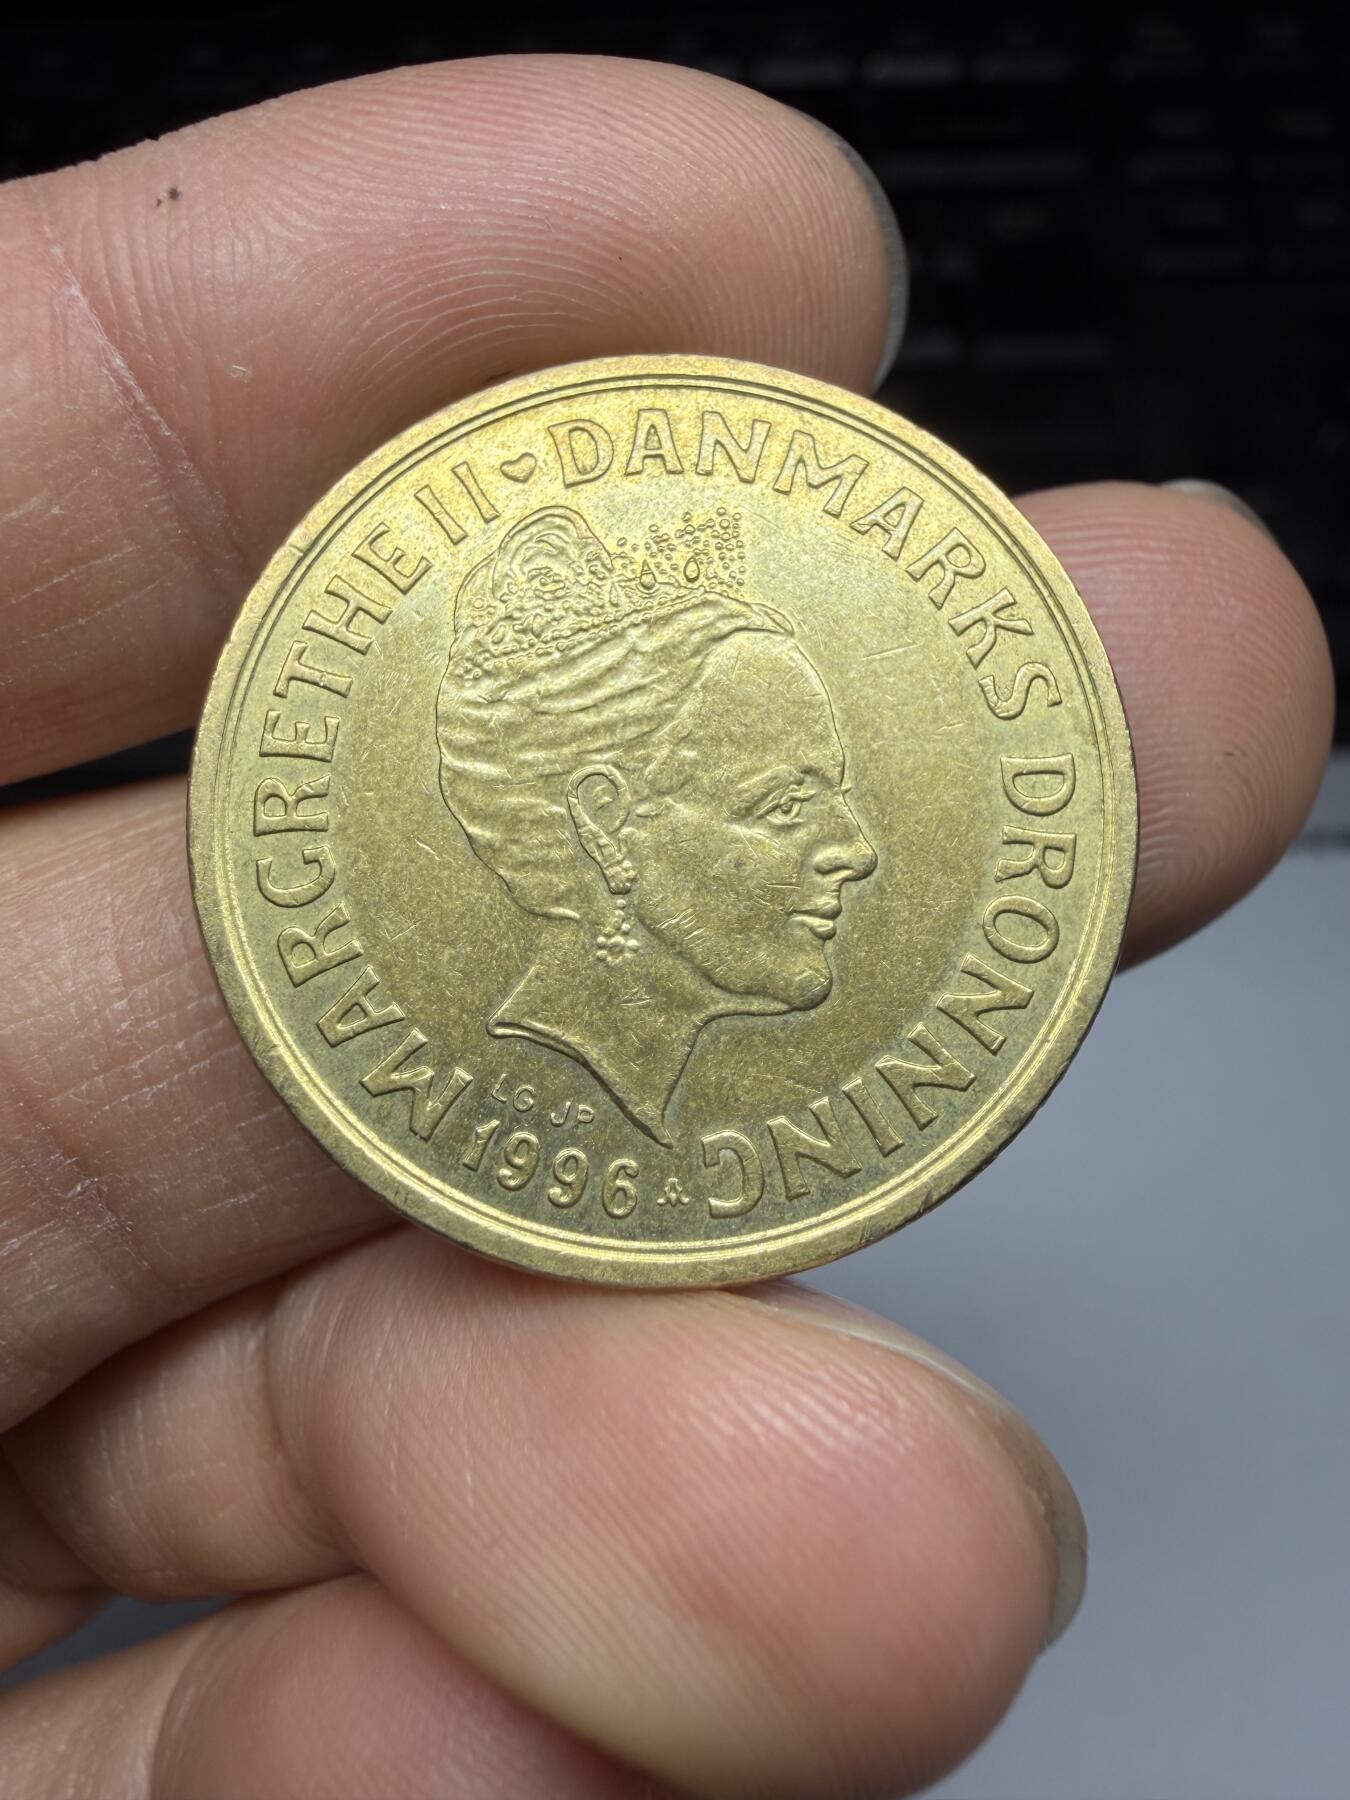 MARGRETHE II ♥ DANMARKS DRONNING
LG JP
1996